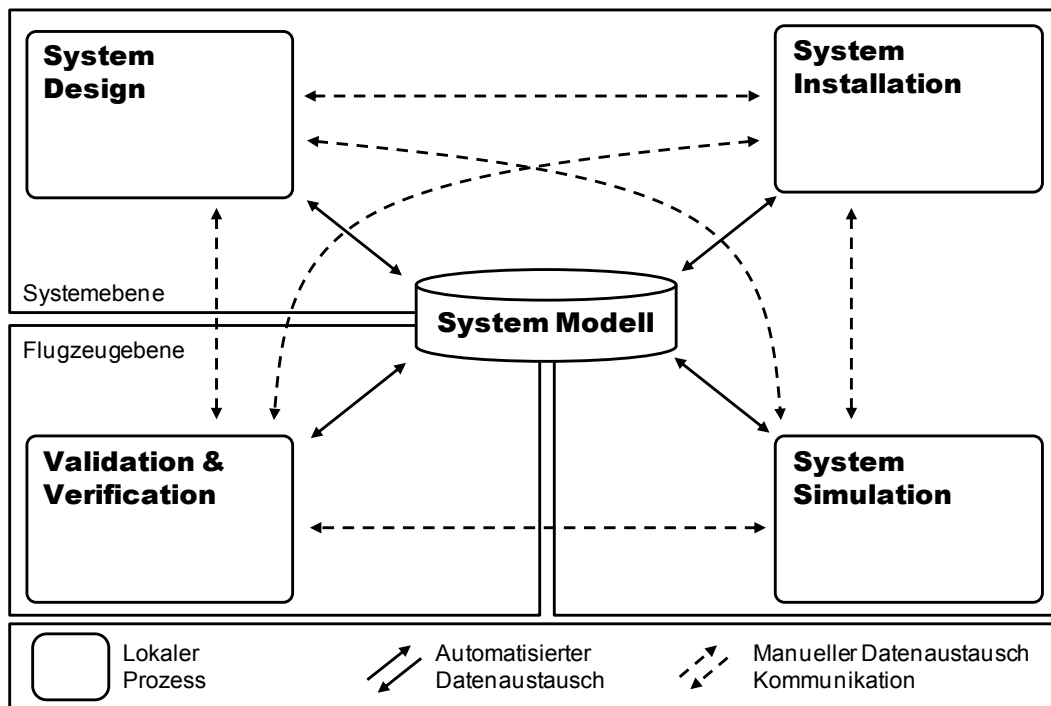 System
Design
System
Installation
Systemebene
System Modell
Flugzeugebene
Validation &
Verification
System
Simulation
Lokaler
Prozess
Automatisierter
Datenaustausch
Manueller Datenaustausch
Kommunikation